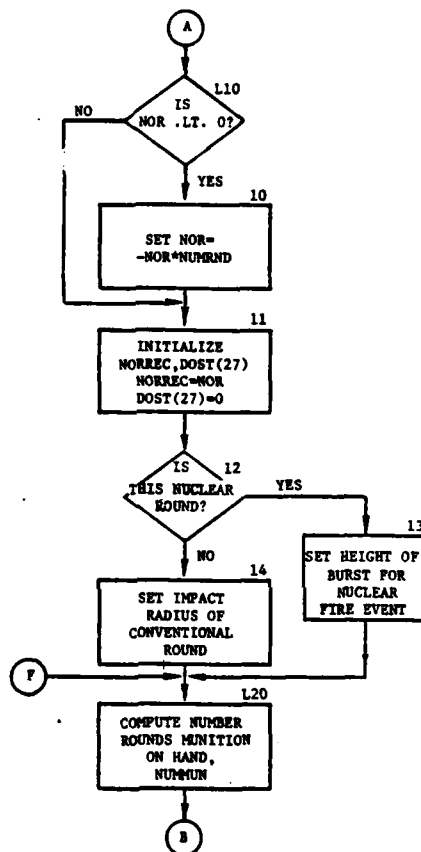 A
L10
IS
NOR .LT. 0?
NO
YES
10
SET NOR=
-NOR*NUMRND
11
INITIALIZE
NORREC,DOST(27)
NORREC=NOR
DOST(27)=0
12
IS
THIS NUCLEAR
ROUND?
YES
NO
13
SET HEIGHT OF
BURST FOR
NUCLEAR
FIRE EVENT
14
SET IMPACT
RADIUS OF
CONVENTIONAL
ROUND
F
L20
COMPUTE NUMBER
ROUNDS MUNITION
ON HAND,
NUMMUN
B